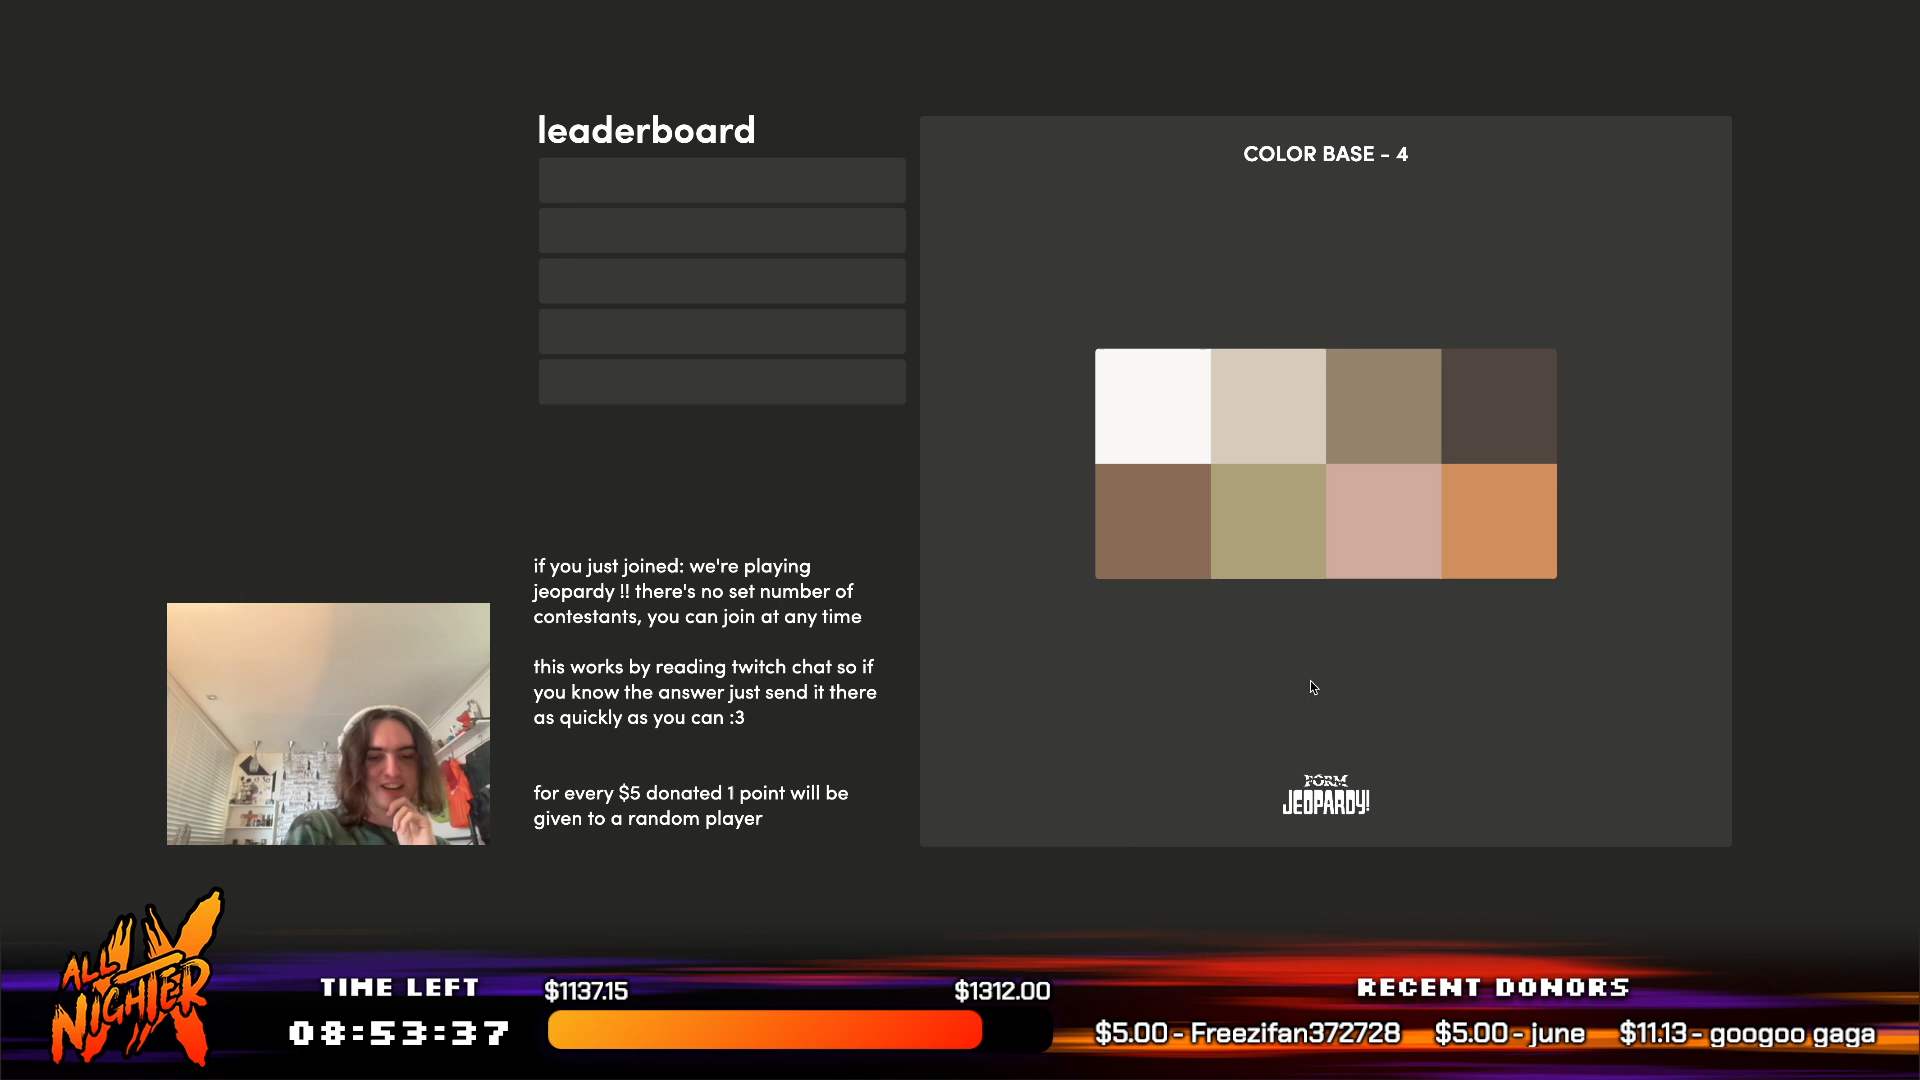 leaderboard
COLOR BASE - 4
if you just joined: we're playing
jeopardy !! there's no set number of
contestants, you can join at any time
this works by reading twitch chat so if
you know the answer just send it there
as quickly as you can :3
for every $5 donated 1 point will be
given to a random player
FORM
JEOPARDY!
ALL
NIGHTER
X
TIME LEFT
08:53:37
$1137.15
$1312.00
RECENT DONORS
$5.00 - Freezifan372728
$5.00 - june
$11.13 - googoo gaga